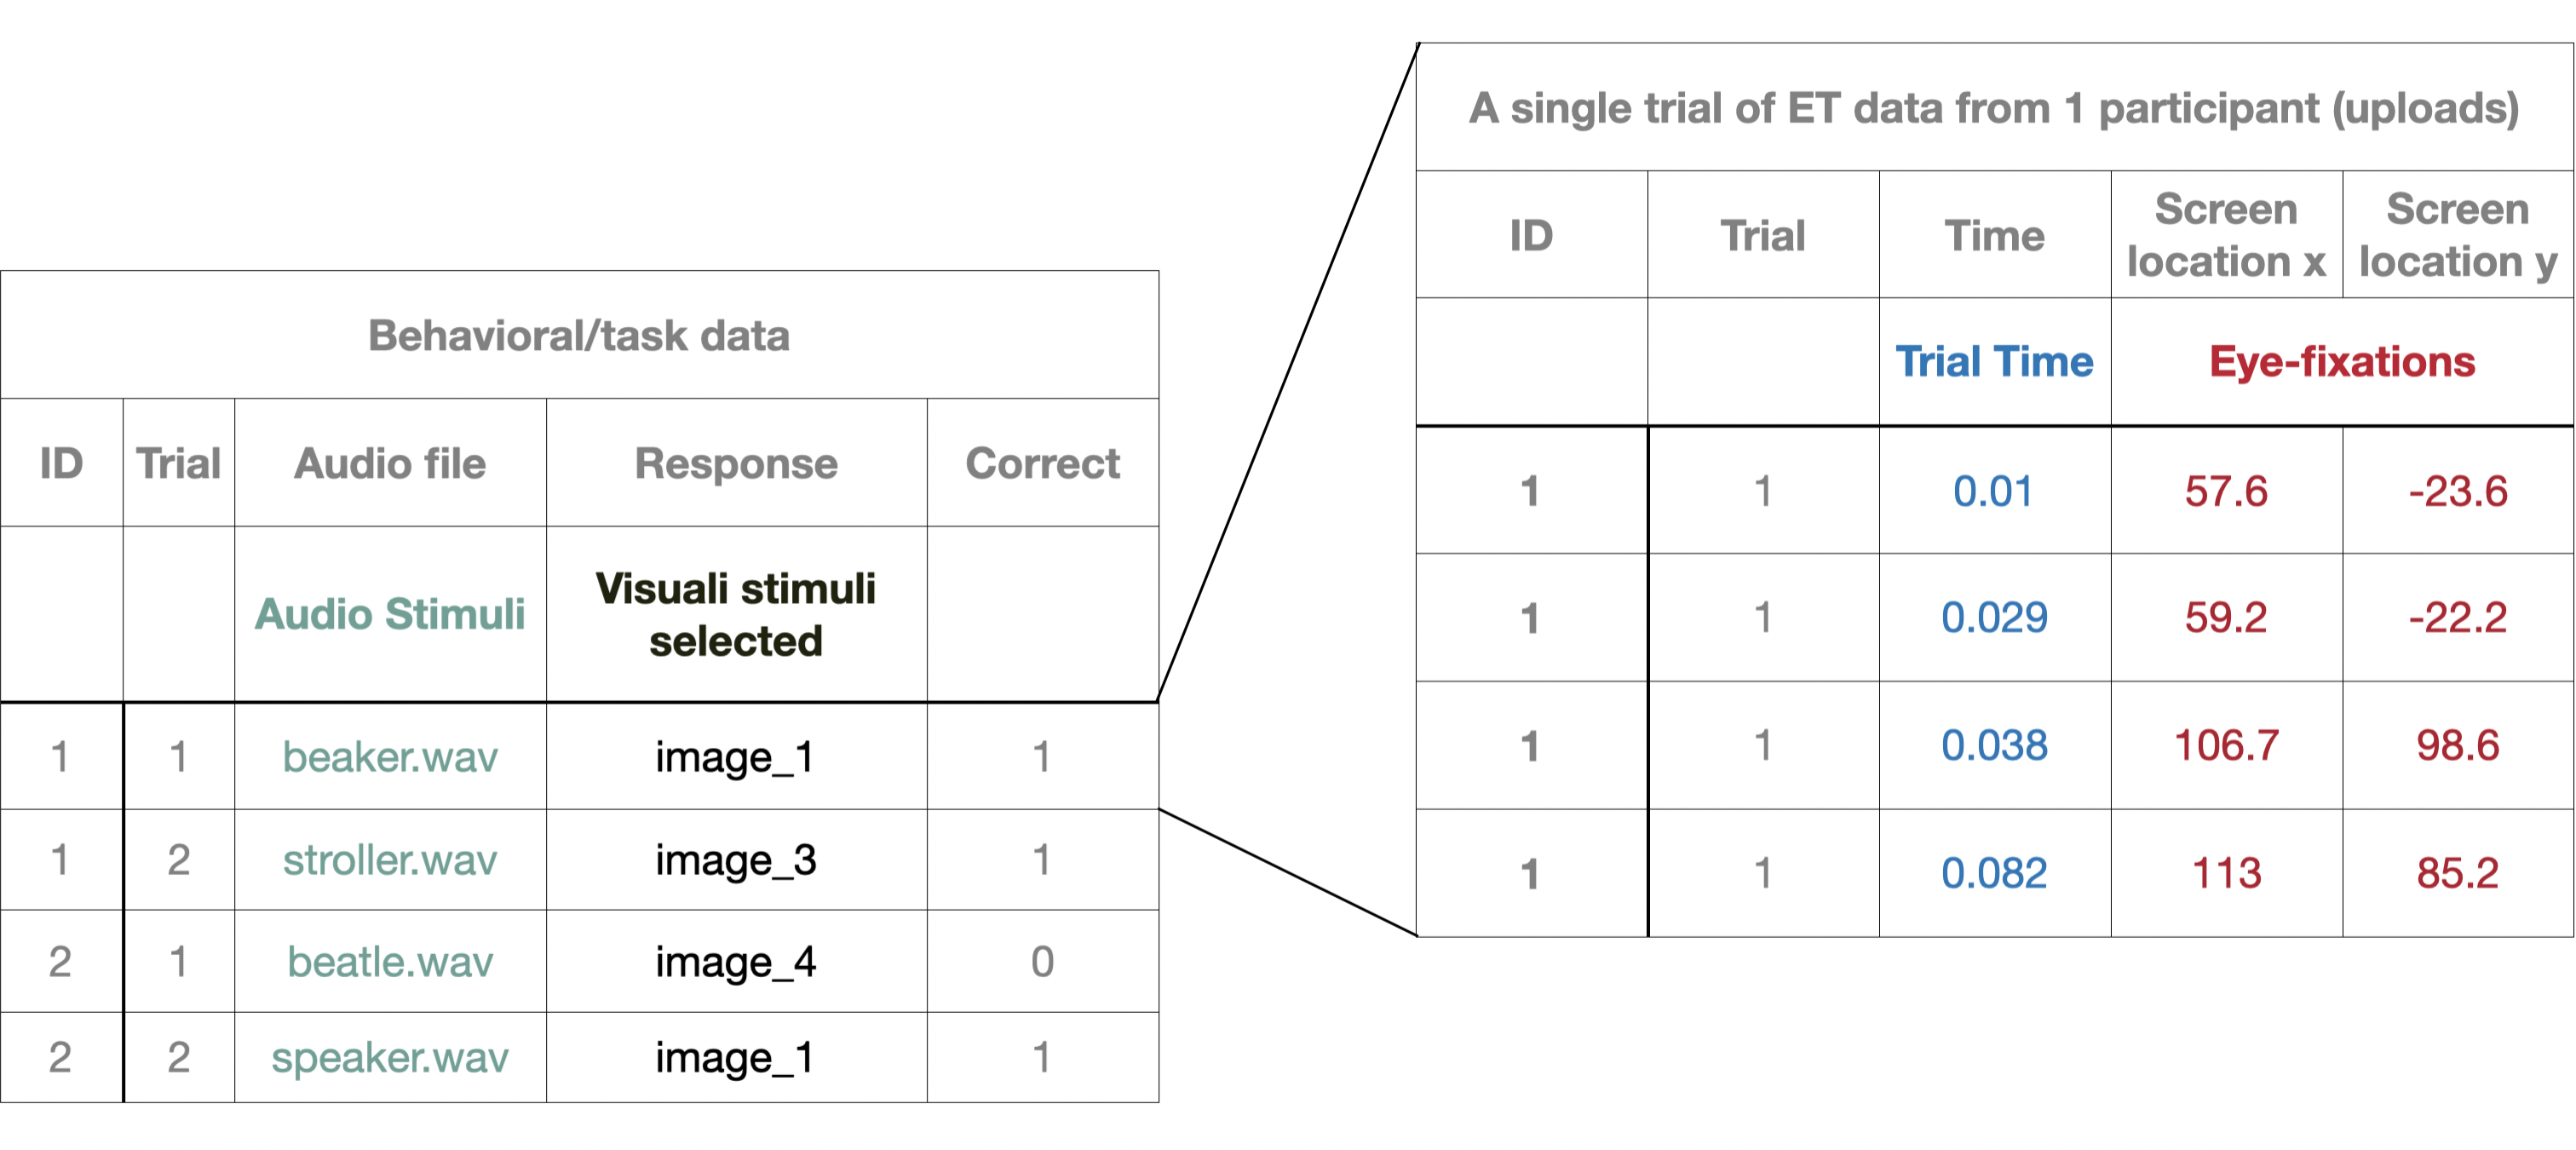 A single trial of ET data from 1 participant (uploads)
ID Trial Time Screen location x Screen location y
Trial Time Eye-fixations
1 1 0.01 57.6 -23.6
1 1 0.029 59.2 -22.2
1 1 0.038 106.7 98.6
1 1 0.082 113 85.2
Behavioral/task data
ID Trial Audio file Response Correct
Audio Stimuli Visuali stimuli selected
1 1 beaker.wav image_1 1
1 2 stroller.wav image_3 1
2 1 beatle.wav image_4 0
2 2 speaker.wav image_1 1